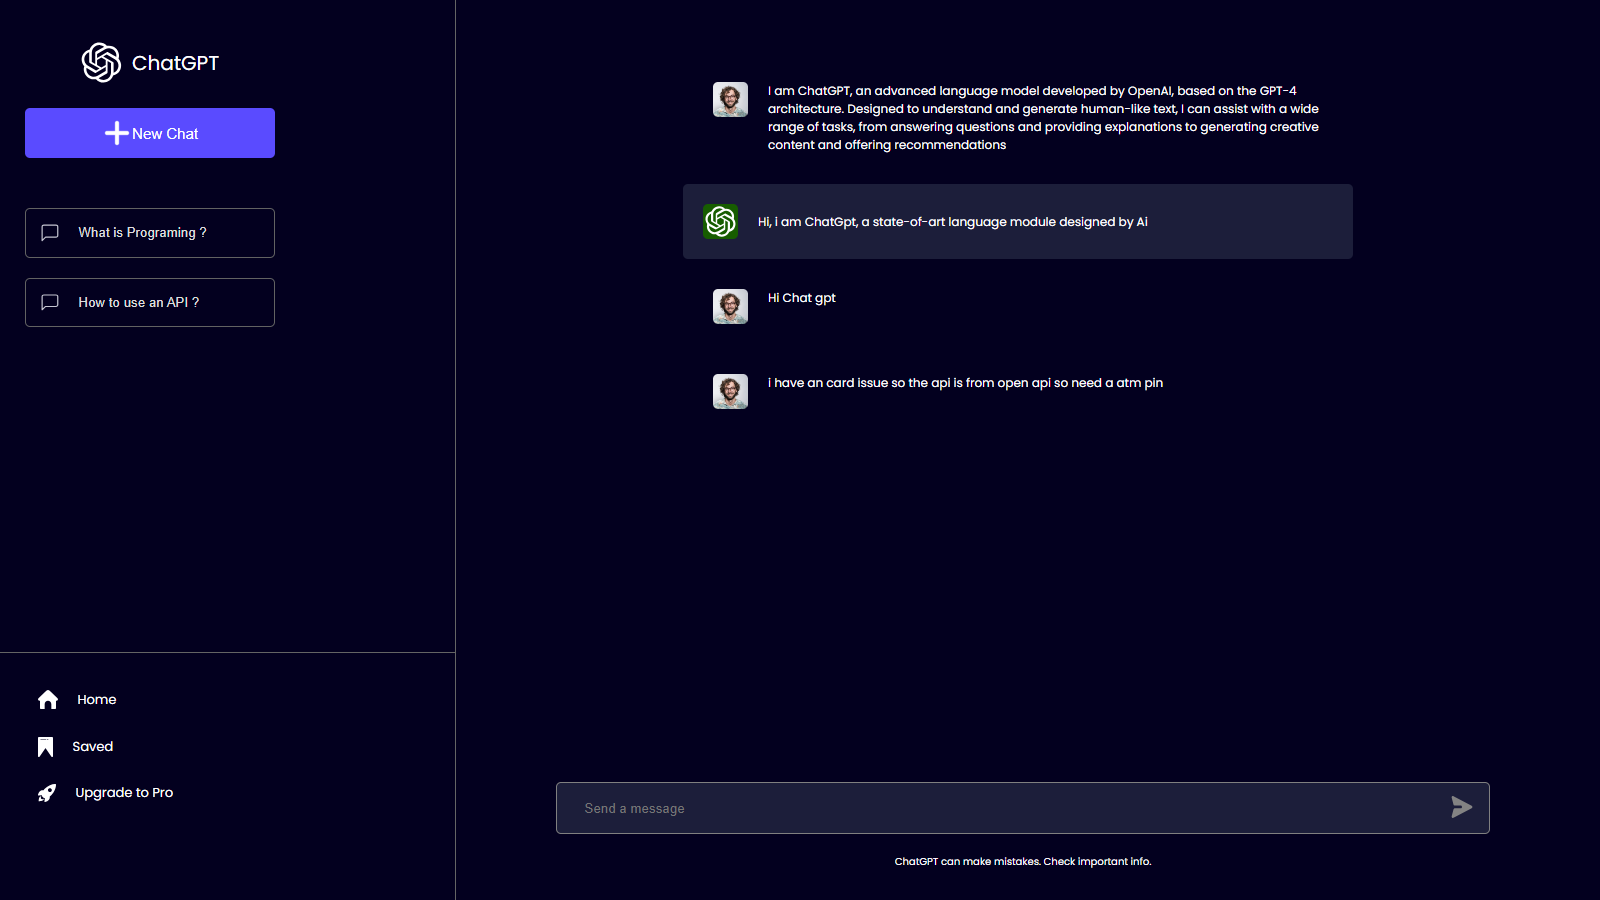 ChatGPT
New Chat
What is Programing ?
How to use an API ?
Home
Saved
Upgrade to Pro
I am ChatGPT, an advanced language model developed by OpenAI, based on the GPT-4
architecture. Designed to understand and generate human-like text, I can assist with a wide
range of tasks, from answering questions and providing explanations to generating creative
content and offering recommendations
Hi, i am ChatGpt, a state-of-art language module designed by Ai
Hi Chat gpt
i have an card issue so the api is from open api so need a atm pin
Send a message
ChatGPT can make mistakes. Check important info.